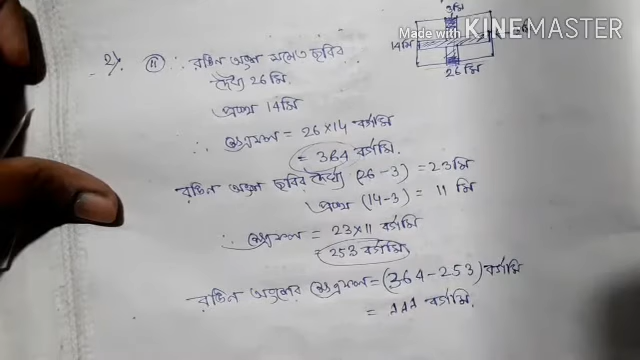 3মি
Made with KINEMASTER
14মি
26 মি
2) (ii) ∴ রঙিন অংশ সমেত ছবির
দৈর্ঘ্য 26মি.
প্রস্থ 14মি
∴ ক্ষেত্রফল = 26×14 বর্গমি
= 364 বর্গমি.
রঙিন অংশ ছবির দৈর্ঘ্য (26-3) = 23মি
প্রস্থ (14-3) = 11 মি
∴ ক্ষেত্রফল = 23×11 বর্গমি
= 253 বর্গমি
রঙিন অংশের ক্ষেত্রফল = (364-253) বর্গমি
= 111 বর্গমি.